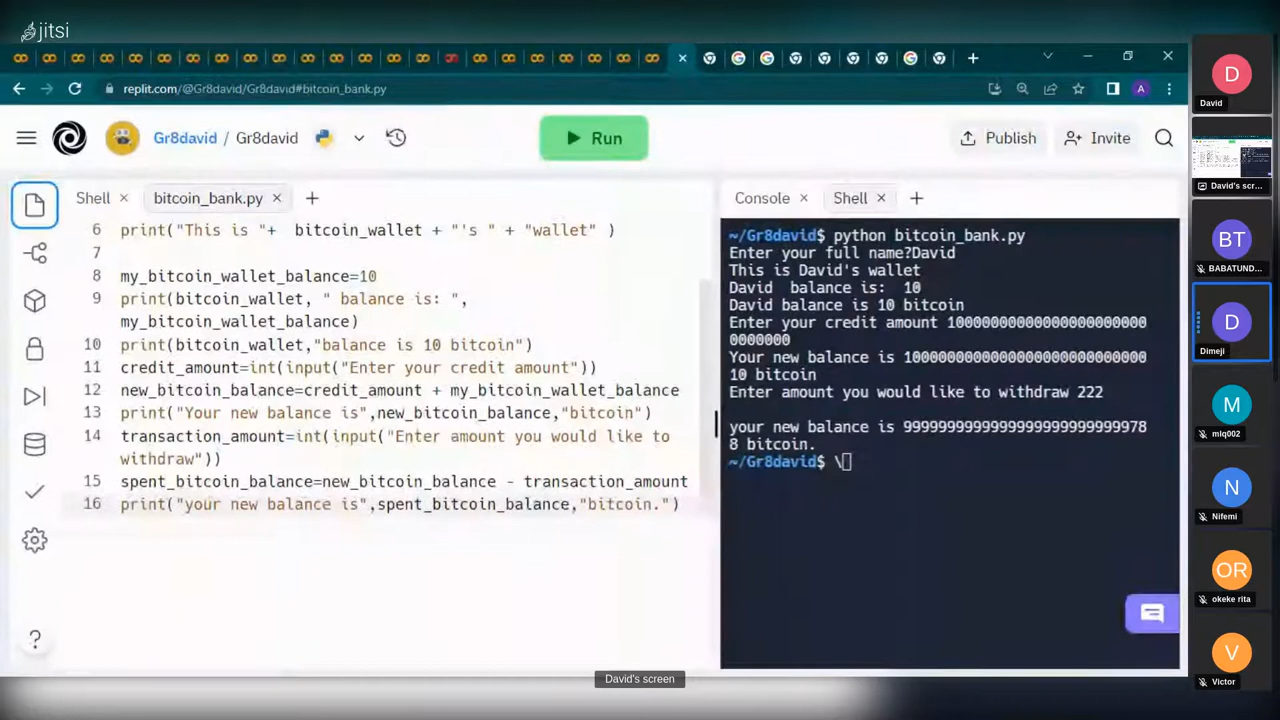 jitsi
replit.com/@Gr8david/Gr8david#bitcoin_bank.py
A
Gr8david / Gr8david
Run
Publish
Invite
Shell
bitcoin_bank.py
6 print("This is "+  bitcoin_wallet + "'s " + "wallet" )
7
8 my_bitcoin_wallet_balance=10
9 print(bitcoin_wallet, " balance is: ",
my_bitcoin_wallet_balance)
10 print(bitcoin_wallet,"balance is 10 bitcoin")
11 credit_amount=int(input("Enter your credit amount"))
12 new_bitcoin_balance=credit_amount + my_bitcoin_wallet_balance
13 print("Your new balance is",new_bitcoin_balance,"bitcoin")
14 transaction_amount=int(input("Enter amount you would like to
withdraw"))
15 spent_bitcoin_balance=new_bitcoin_balance - transaction_amount
16 print("your new balance is",spent_bitcoin_balance,"bitcoin.")
Console
Shell
~/Gr8david$ python bitcoin_bank.py
Enter your full name?David
This is David's wallet
David  balance is:  10
David balance is 10 bitcoin
Enter your credit amount 1000000000000000000000
0000000
Your new balance is 100000000000000000000000000
10 bitcoin
Enter amount you would like to withdraw 222
your new balance is 999999999999999999999999978
8 bitcoin.
~/Gr8david$ \
David's screen
D
David
David's scr...
BT
BABATUND...
D
Dimeji
M
mlq002
N
Nifemi
OR
okeke rita
V
Victor